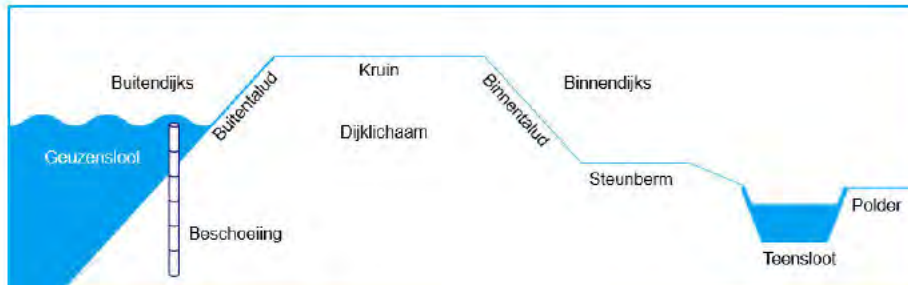 Buitendijks
Buitentalud
Kruin
Binnentalud
Binnendijks
Geuzensloot
Dijklichaam
Steunberm
Beschoeiing
Polder
Teensloot